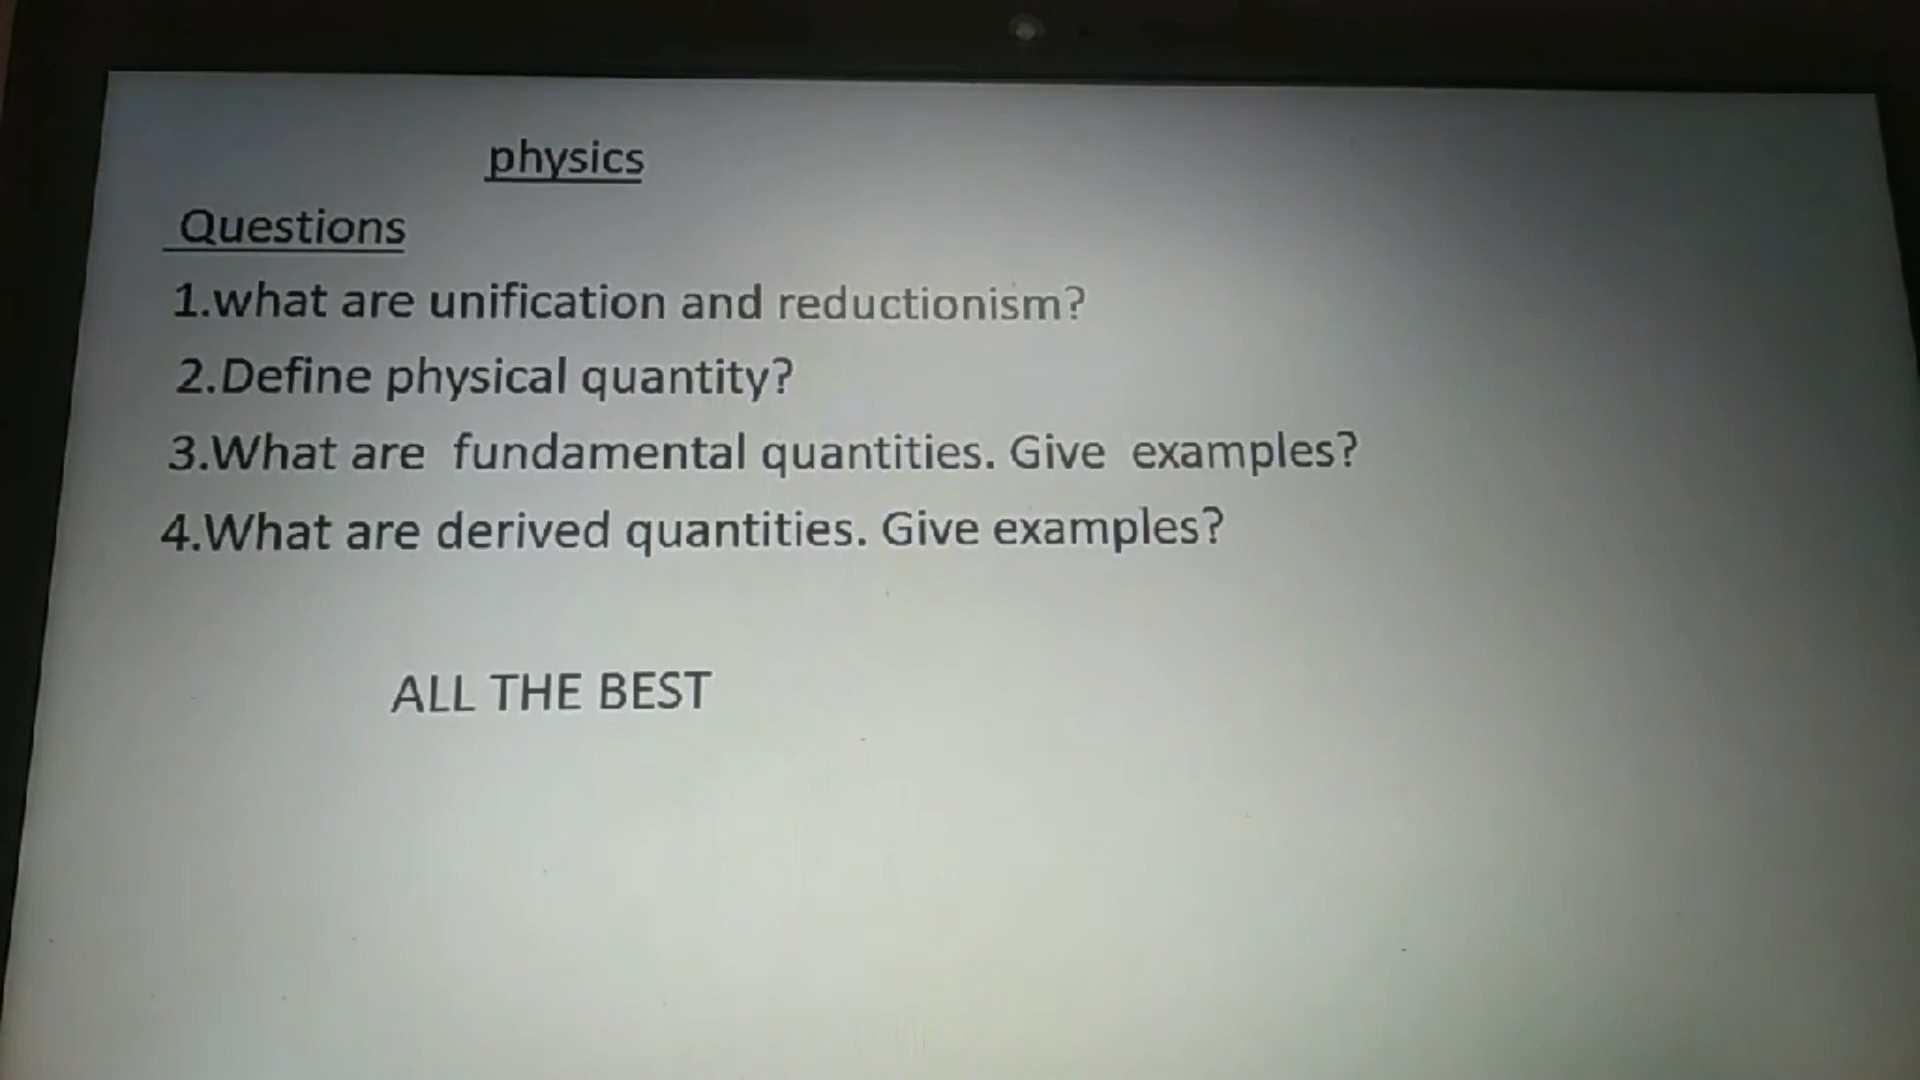 physics
Questions
1.what are unification and reductionism?
2.Define physical quantity?
3.What are fundamental quantities. Give examples?
4.What are derived quantities. Give examples?
ALL THE BEST